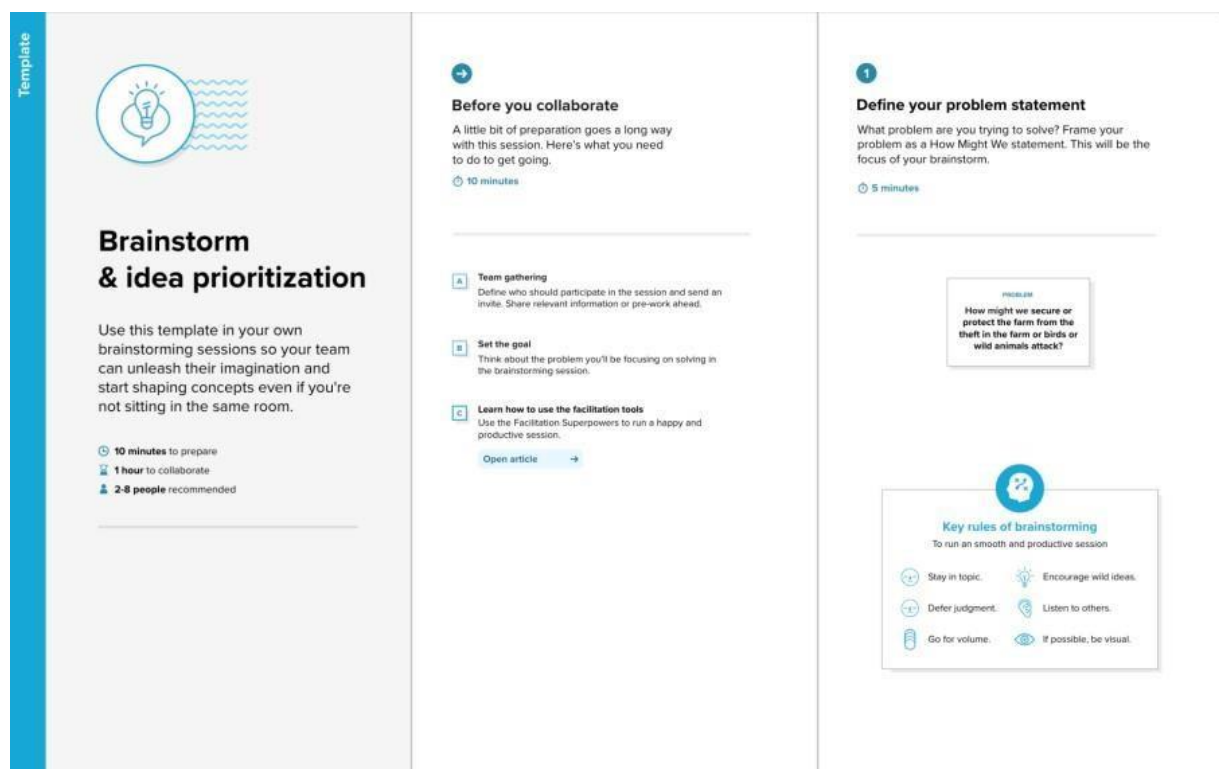 Template
Brainstorm
& idea prioritization
Use this template in your own
brainstorming sessions so your team
can unleash their imagination and
start shaping concepts even if you're
not sitting in the same room.
10 minutes to prepare
1 hour to collaborate
2-8 people recommended
Before you collaborate
A little bit of preparation goes a long way
with this session. Here's what you need
to do to get going.
10 minutes
A
Team gathering
Define who should participate in the session and send an
invite. Share relevant information or pre-work ahead.
B
Set the goal
Think about the problem you'll be focusing on solving in
the brainstorming session.
C
Learn how to use the facilitation tools
Use the Facilitation Superpowers to run a happy and
productive session.
Open article
1
Define your problem statement
What problem are you trying to solve? Frame your
problem as a How Might We statement. This will be the
focus of your brainstorm.
5 minutes
PROBLEM
How might we secure or
protect the farm from the
theft in the farm or birds or
wild animals attack?
Key rules of brainstorming
To run an smooth and productive session
Stay in topic.
Encourage wild ideas.
Defer judgment.
Listen to others.
Go for volume.
If possible, be visual.